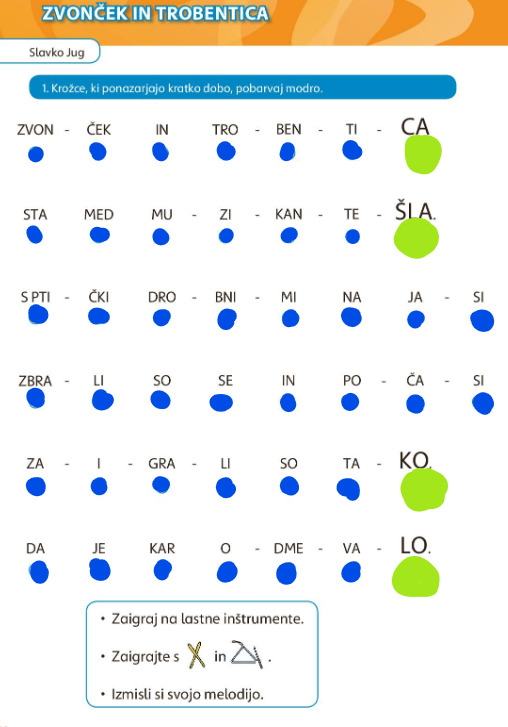 ZVONČEK IN TROBENTICA
Slavko Jug
1. Krožce, ki ponazarjajo kratko dobo, pobarvaj modro.
ZVON - ČEK IN TRO - BEN - TI - CA
STA MED MU - ZI - KAN - TE - ŠLA.
S PTI - ČKI DRO - BNI - MI NA JA - SI
ZBRA - LI SO SE IN PO - ČA - SI
ZA - I - GRA - LI SO TA - KO.
DA JE KAR O - DME - VA - LO.
• Zaigraj na lastne inštrumente.
• Zaigrajte s in .
• Izmisli si svojo melodijo.